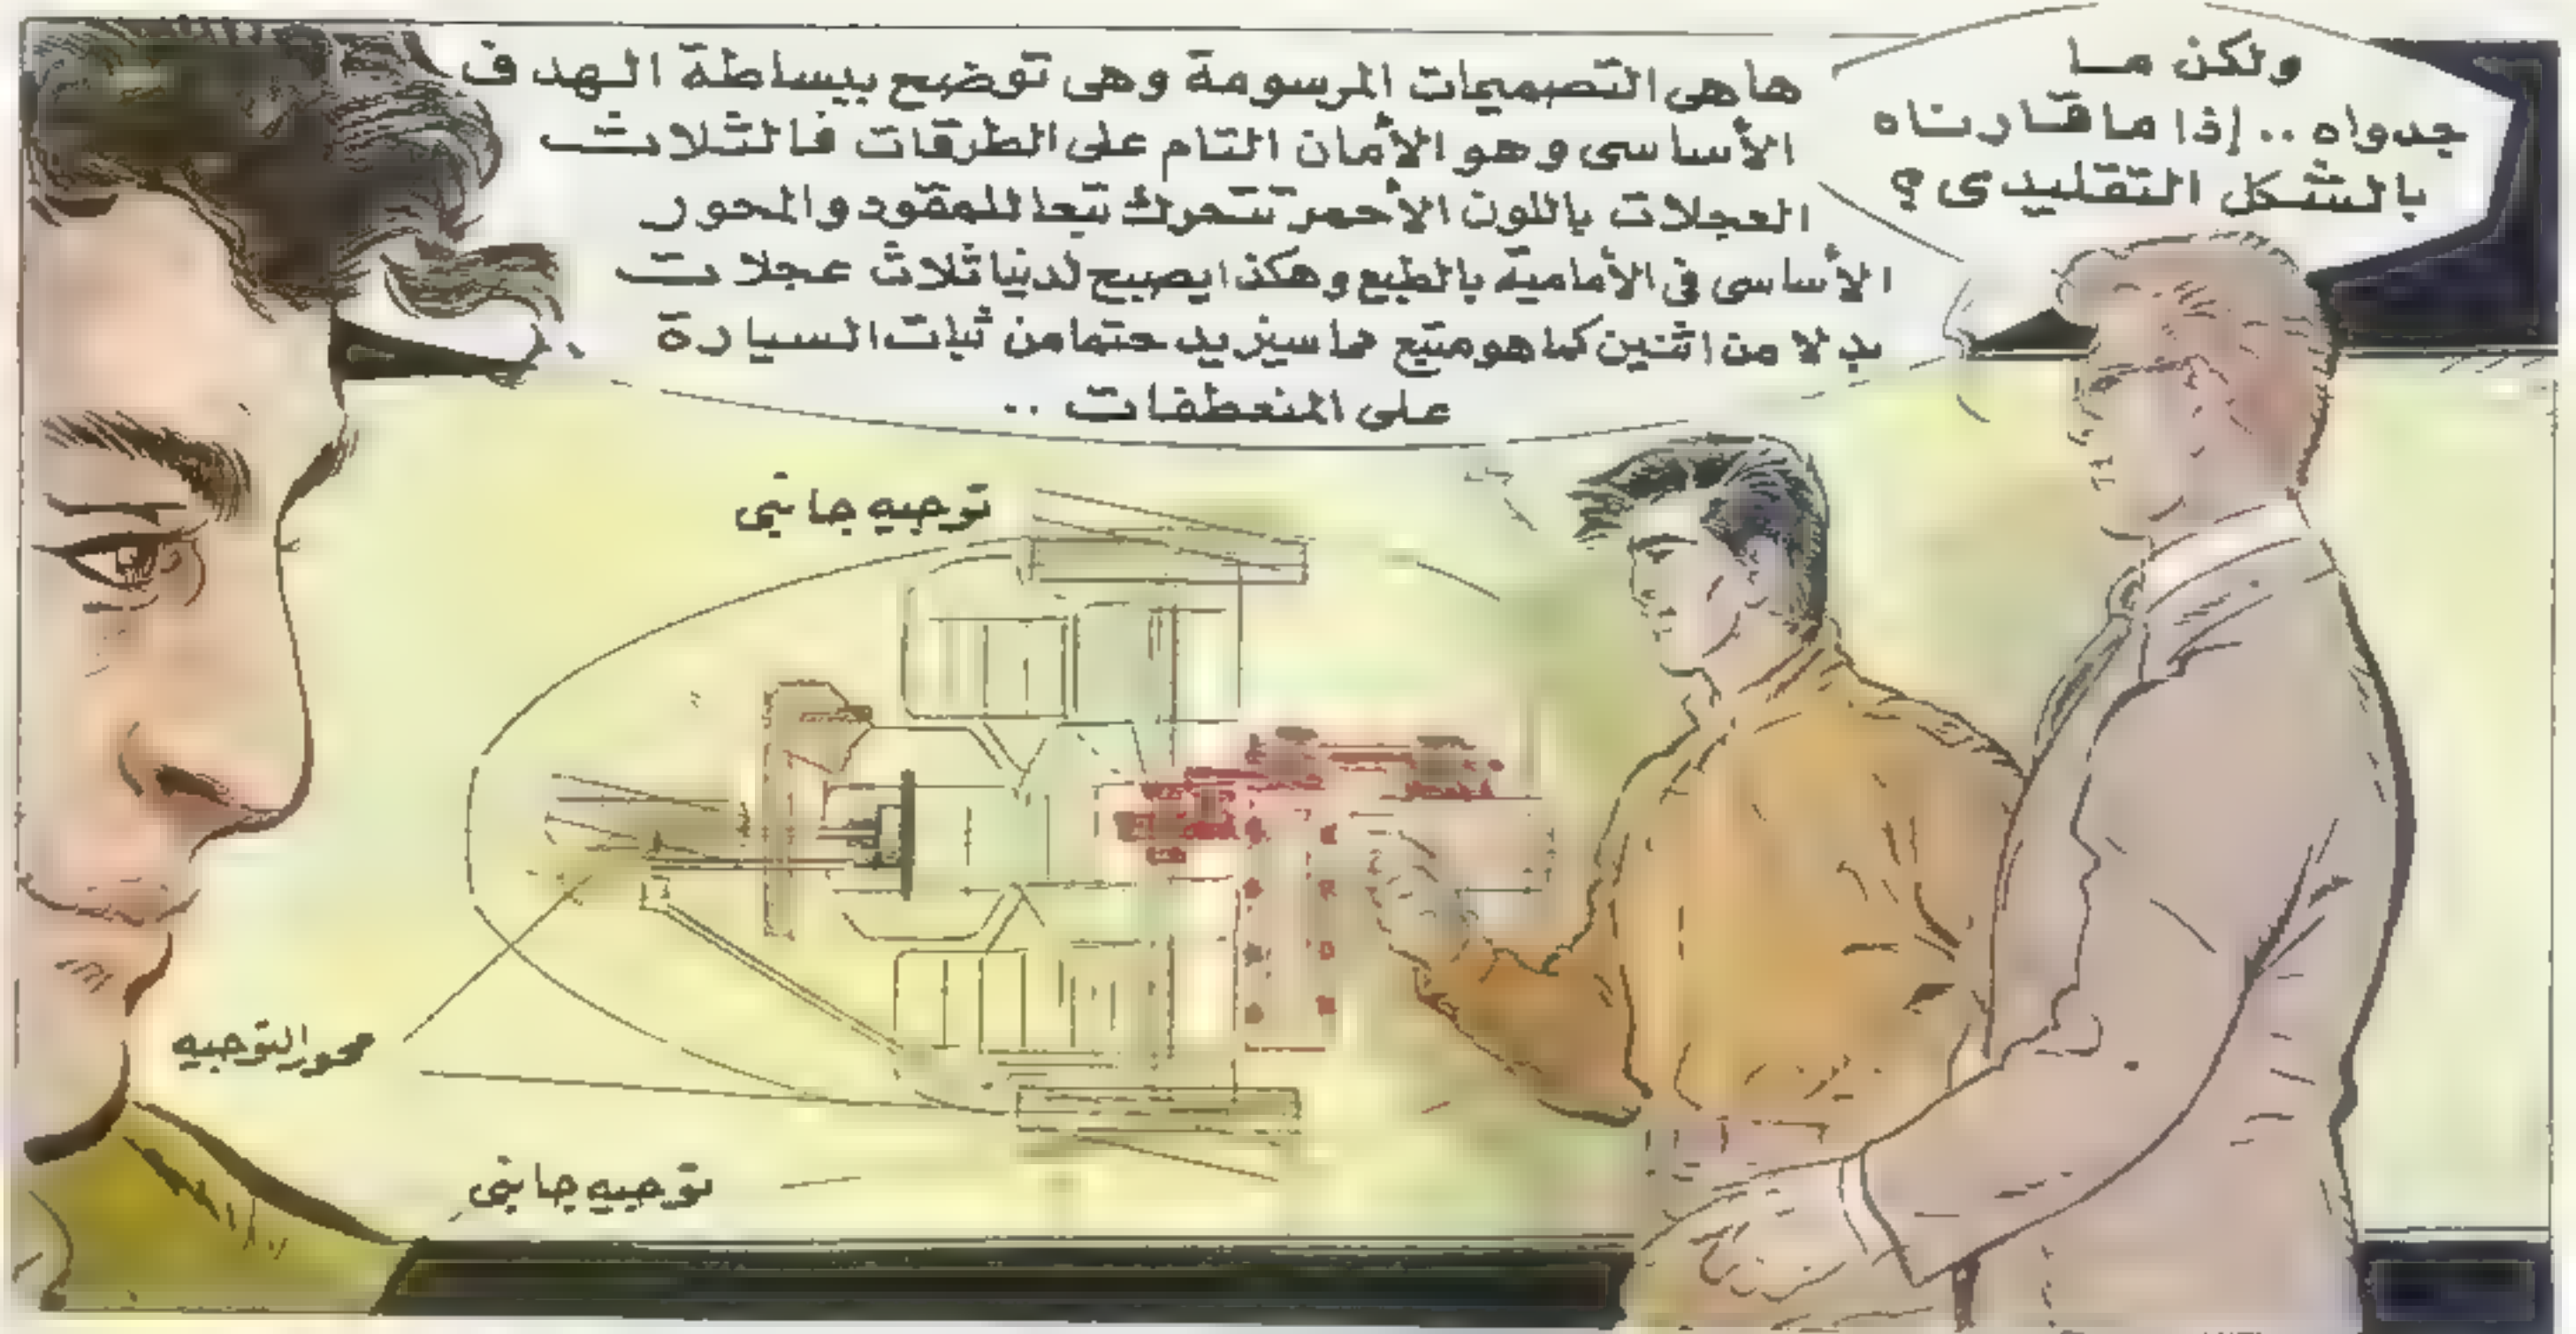 ولكن ما
جدواه .. إذا ما قارناه
بالشكل التقليدى ؟
ها هى التصميمات المرسومة وهى توضح ببساطة الهدف
الأساسى وهو الأمان التام على الطرقات فالثلاث
العجلات باللون الأحمر تتحرك تبعا للمقود والمحور
الأساسى فى الأمامية بالطبع وهكذا يصبح لدينا ثلاث عجلات
بدلا من اثنين كما هو متبع مما سيزيد حتما من ثبات السيارة
على المنعطفات ..
توجيه جانبى
محور التوجيه
توجيه جانبى